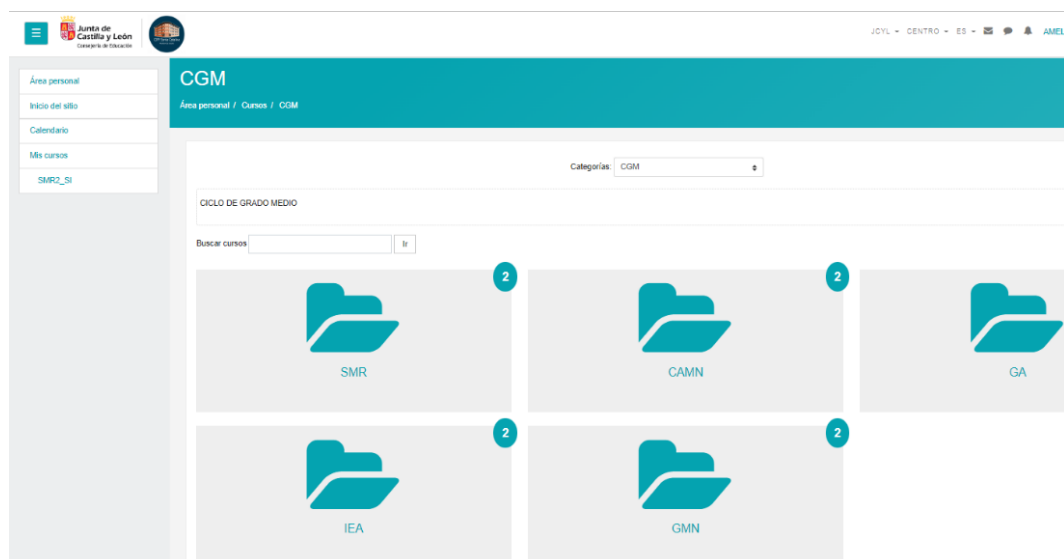 Junta de
Castilla y León
Consejería de Educación
JCYL CENTRO ES AMEL
Área personal
Inicio del sitio
Calendario
Mis cursos
SMR2_SI
CGM
Área personal / Cursos / CGM
Categorías: CGM
CICLO DE GRADO MEDIO
Buscar cursos Ir
2
SMR
2
CAMN
GA
2
IEA
2
GMN